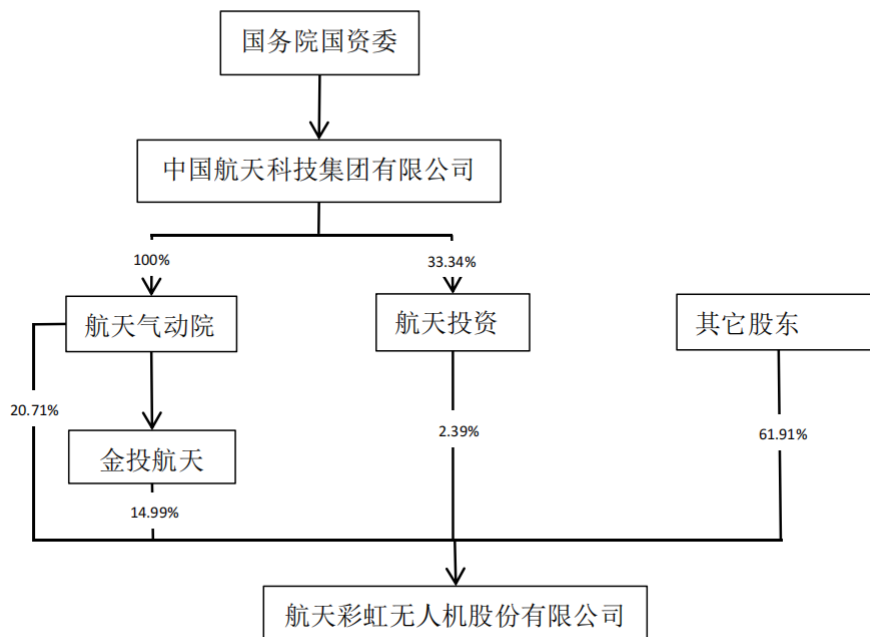 国务院国资委
中国航天科技集团有限公司
100%
33.34%
航天气动院
航天投资
其它股东
20.71%
2.39%
61.91%
金投航天
14.99%
航天彩虹无人机股份有限公司